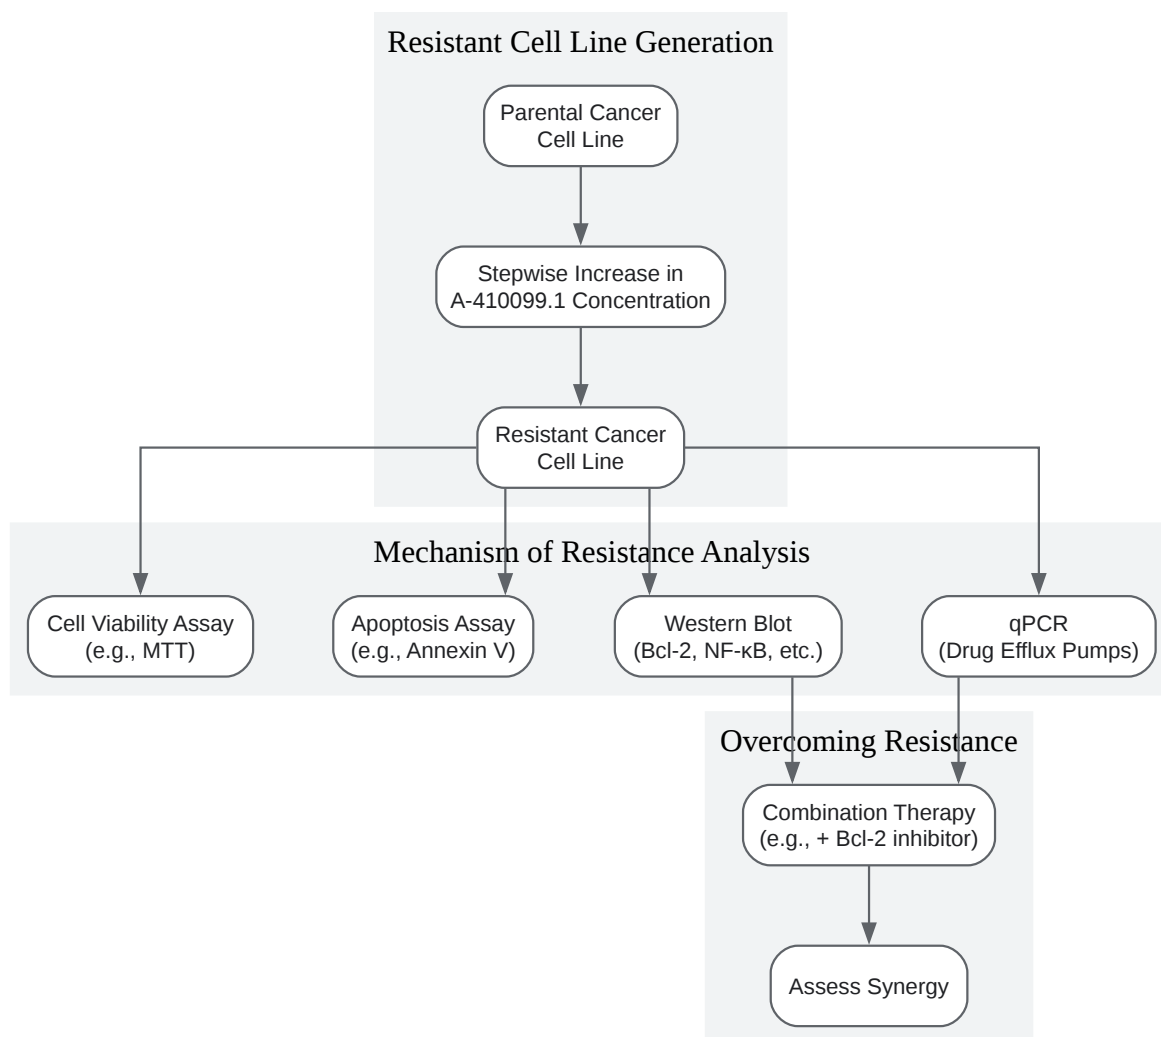 Resistant Cell Line Generation
Parental Cancer
Cell Line
Stepwise Increase in
A-410099.1 Concentration
Resistant Cancer
Cell Line
Mechanism of Resistance Analysis
Cell Viability Assay
(e.g., MTT)
Apoptosis Assay
(e.g., Annexin V)
Western Blot
(Bcl-2, NF-κB, etc.)
qPCR
(Drug Efflux Pumps)
Overcoming Resistance
Combination Therapy
(e.g., + Bcl-2 inhibitor)
Assess Synergy